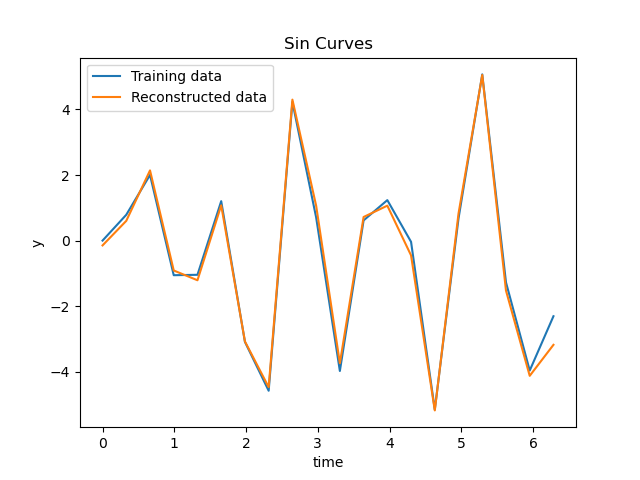 Sin Curves
Training data
Reconstructed data
4
2
0
−2
−4
y
0 1 2 3 4 5 6
time